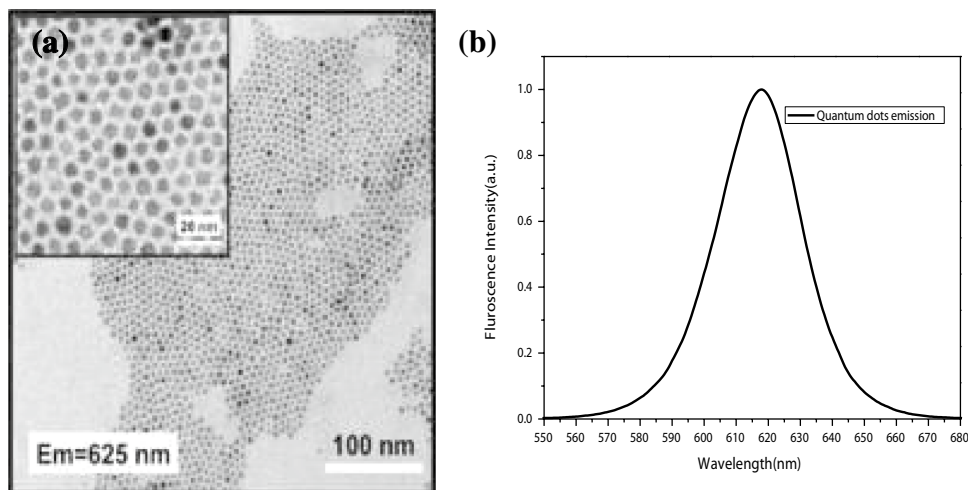 (a)
20 nm
Em=625 nm
100 nm
(b)
Quantum dots emission
Fluroscence Intensity(a.u.)
1.0
0.8
0.6
0.4
0.2
0.0
550 560 570 580 590 600 610 620 630 640 650 660 670 680
Wavelength(nm)